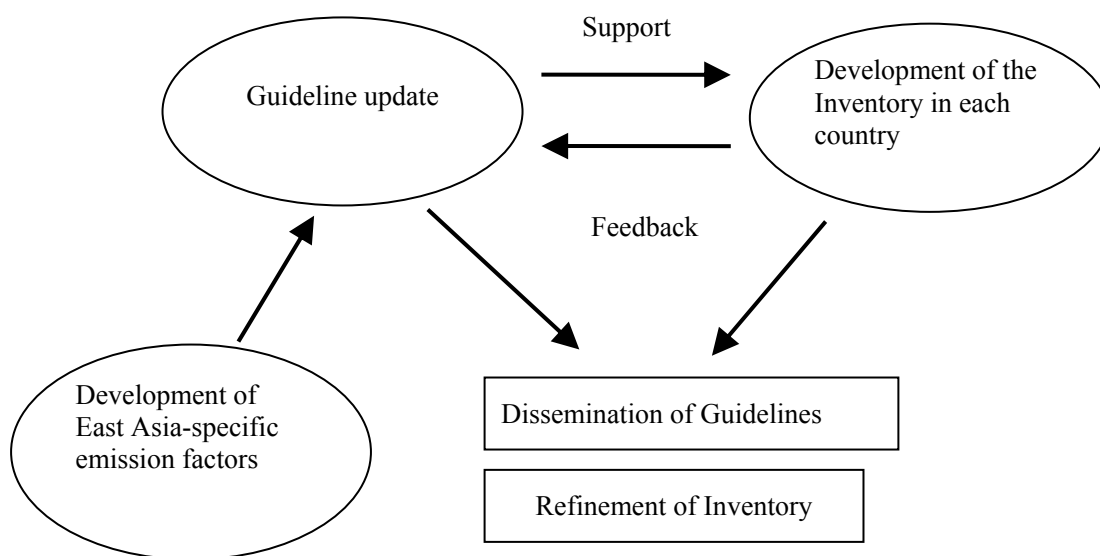 Support
Guideline update
Development of the
Inventory in each
country
Feedback
Development of
East Asia-specific
emission factors
Dissemination of Guidelines
Refinement of Inventory